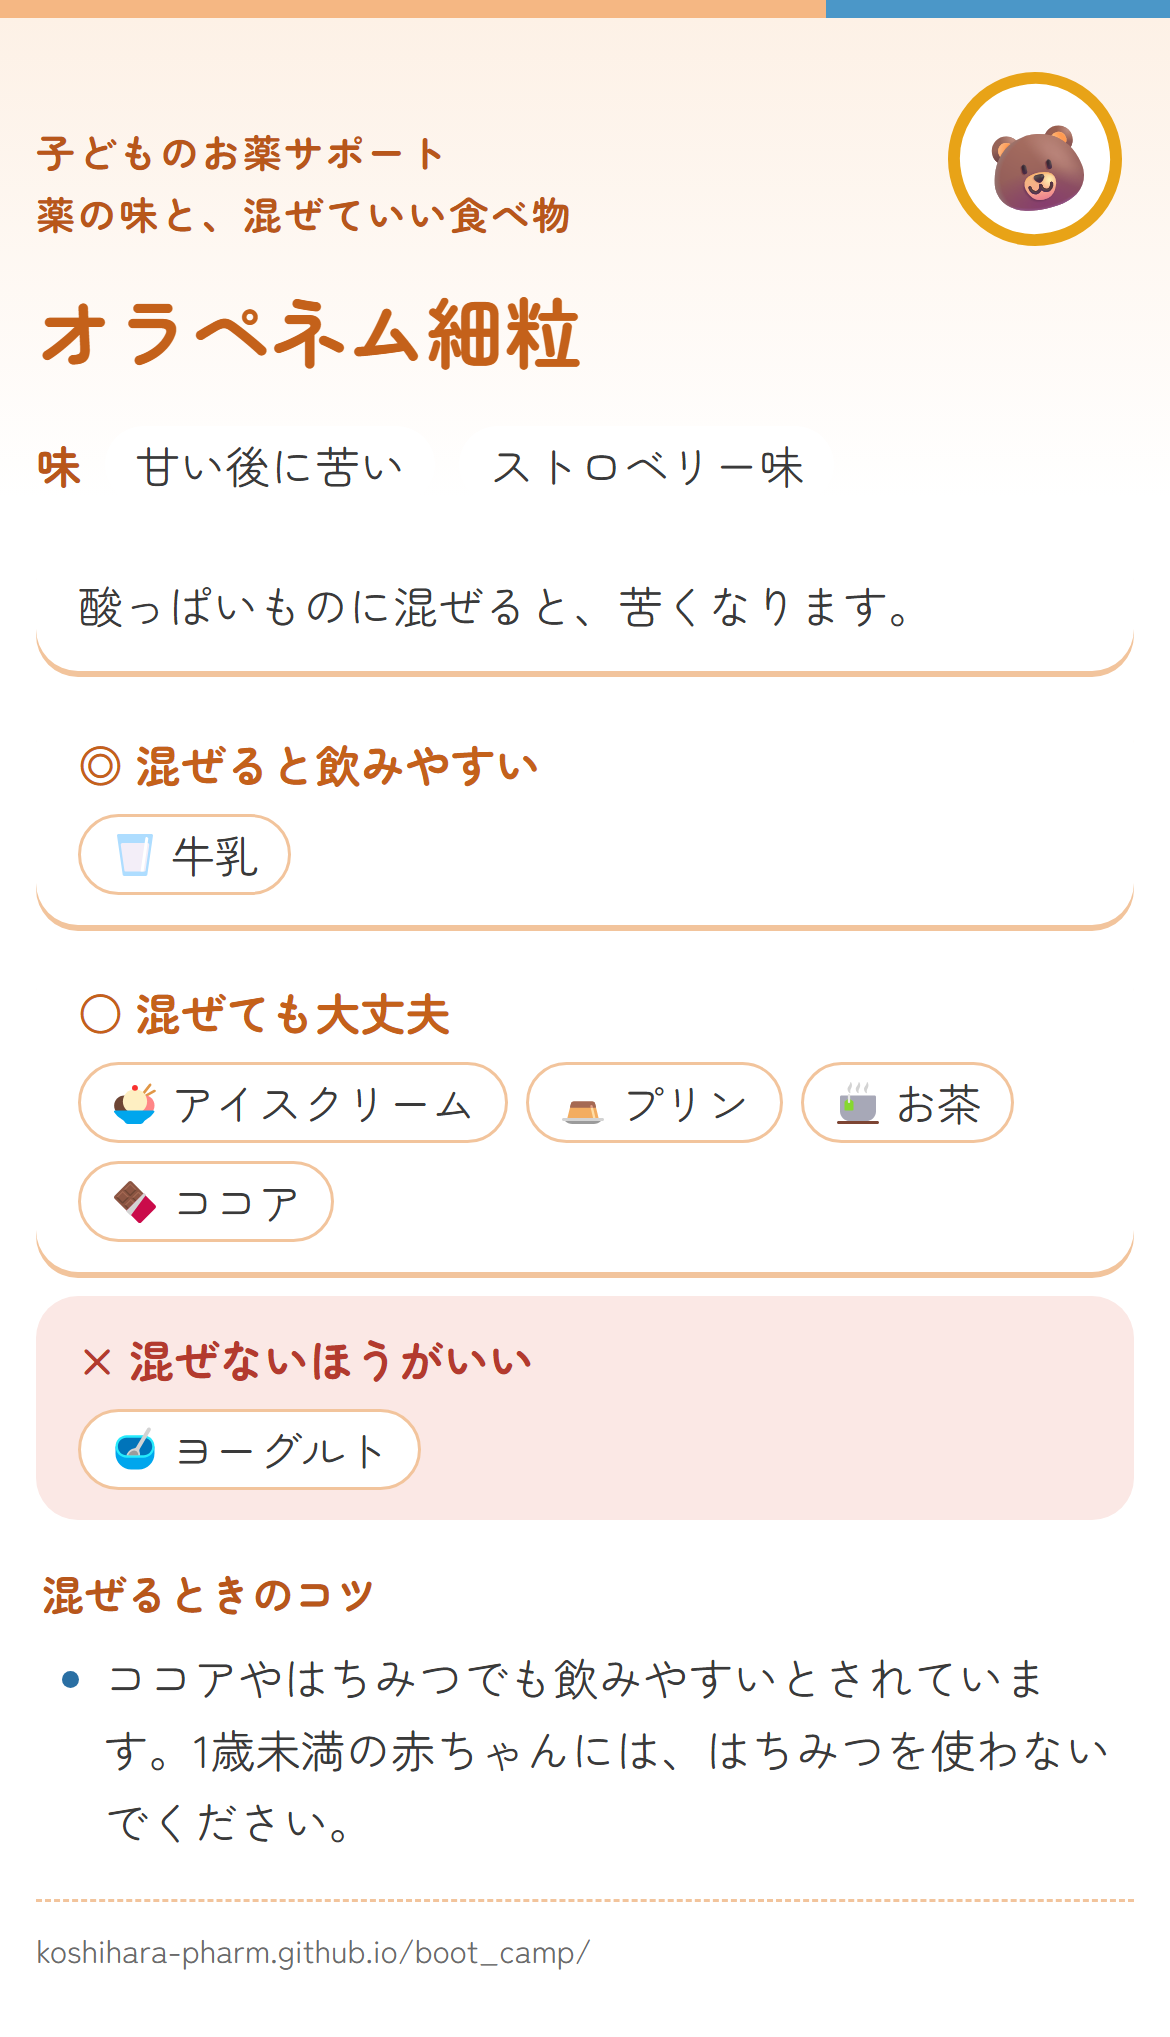 子どものお薬サポート
薬の味と、混ぜていい食べ物
オラペネム細粒
味 甘い後に苦い ストロベリー味
酸っぱいものに混ぜると、苦くなります。
◎ 混ぜると飲みやすい
牛乳
○ 混ぜても大丈夫
アイスクリーム プリン お茶
ココア
× 混ぜないほうがいい
ヨーグルト
混ぜるときのコツ
• ココアやはちみつでも飲みやすいとされていま
す。1歳未満の赤ちゃんには、はちみつを使わない
でください。
koshihara-pharm.github.io/boot_camp/